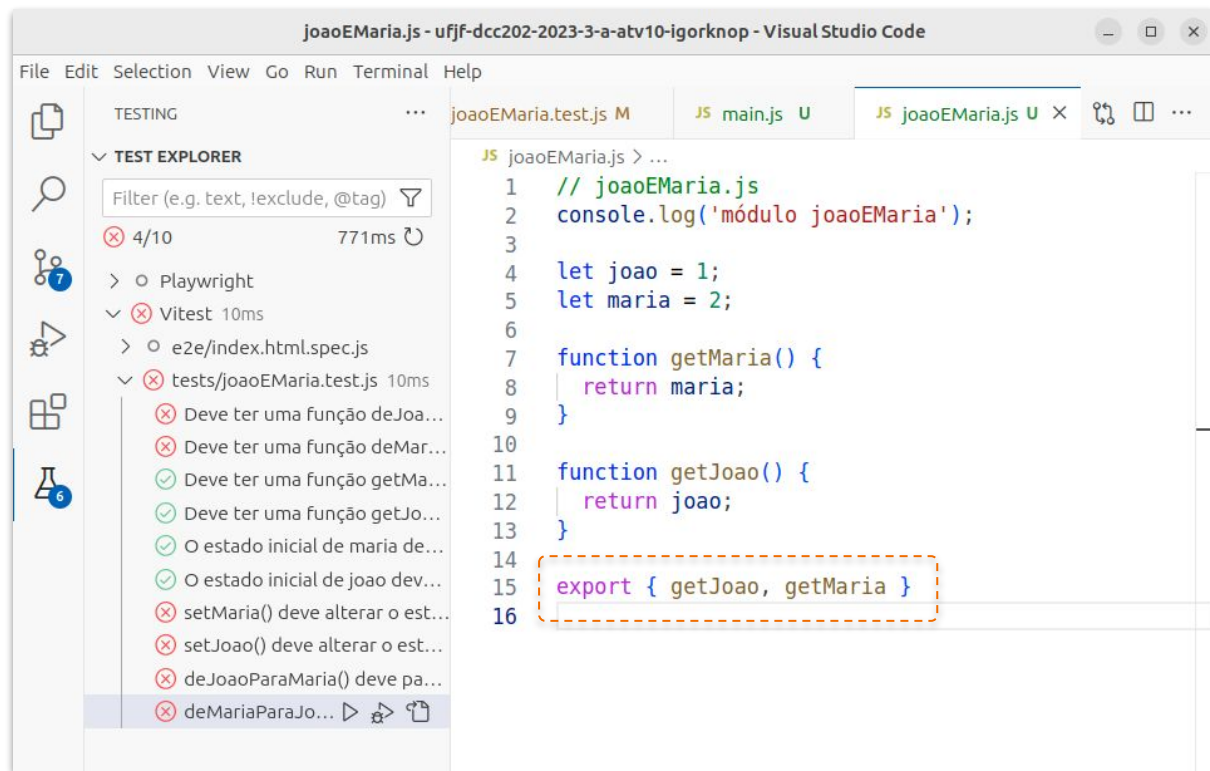 joaoEMaria.js - ufjf-dcc202-2023-3-a-atv10-igorknop - Visual Studio Code
File Edit Selection View Go Run Terminal Help
TESTING
joaoEMaria.test.js M
JS main.js U
JS joaoEMaria.js U
TEST EXPLORER
Filter (e.g. text, !exclude, @tag)
4/10 771ms
7
Playwright
Vitest 10ms
e2e/index.html.spec.js
tests/joaoEMaria.test.js 10ms
Deve ter uma função deJoa...
Deve ter uma função deMar...
Deve ter uma função getMa...
6
Deve ter uma função getJo...
O estado inicial de maria de...
O estado inicial de joao dev...
setMaria() deve alterar o est...
setJoao() deve alterar o est...
deJoaoParaMaria() deve pa...
deMariaParaJo...
JS joaoEMaria.js > ...
1 // joaoEMaria.js
2 console.log('módulo joaoEMaria');
3
4 let joao = 1;
5 let maria = 2;
6
7 function getMaria() {
8 return maria;
9 }
10
11 function getJoao() {
12 return joao;
13 }
14
15 export { getJoao, getMaria }
16